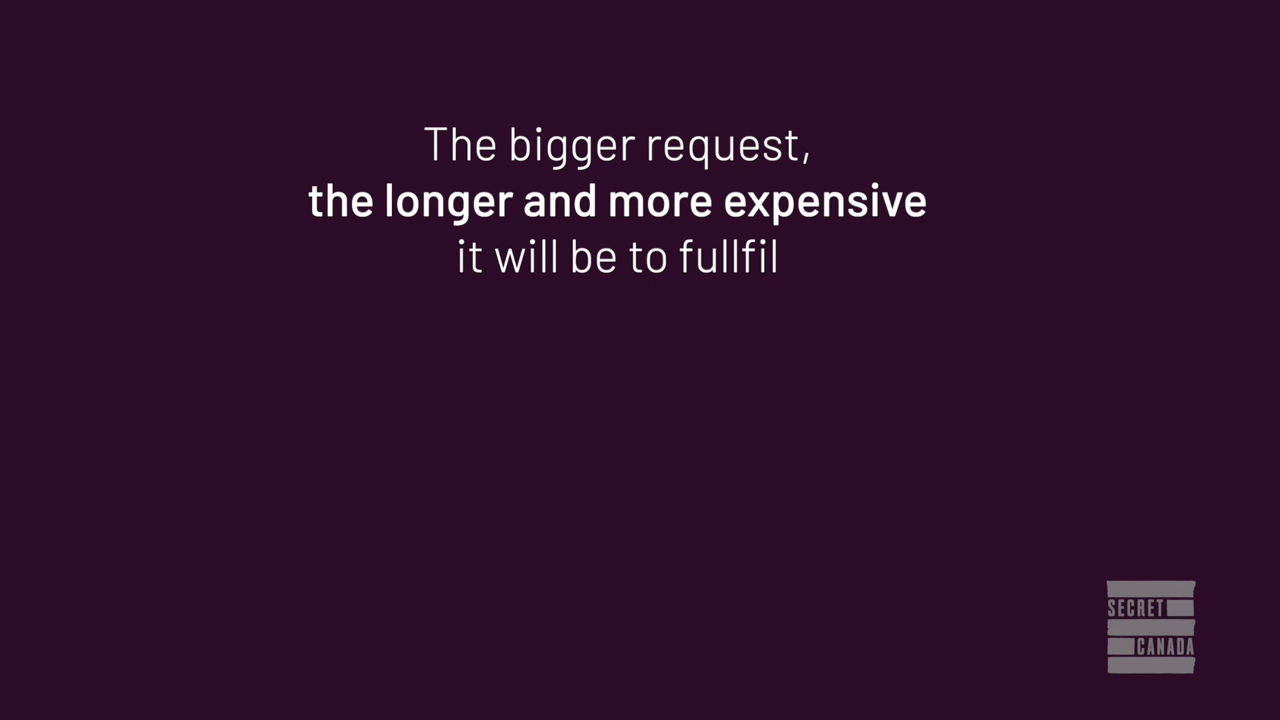 The bigger request,
the longer and more expensive
it will be to fullfil
SECRET
CANADA